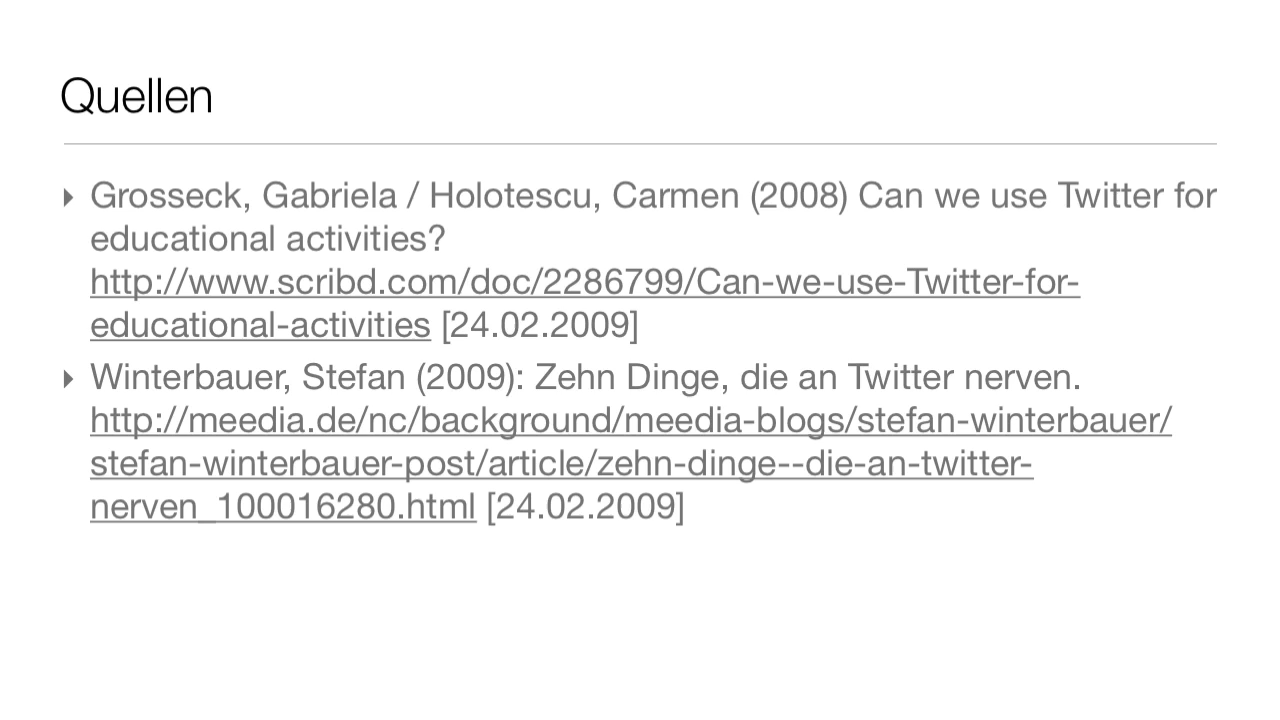 Quellen
‣ Grosseck, Gabriela / Holotescu, Carmen (2008) Can we use Twitter for
educational activities?
http://www.scribd.com/doc/2286799/Can-we-use-Twitter-for-
educational-activities [24.02.2009]
‣ Winterbauer, Stefan (2009): Zehn Dinge, die an Twitter nerven.
http://meedia.de/nc/background/meedia-blogs/stefan-winterbauer/
stefan-winterbauer-post/article/zehn-dinge--die-an-twitter-
nerven_100016280.html [24.02.2009]